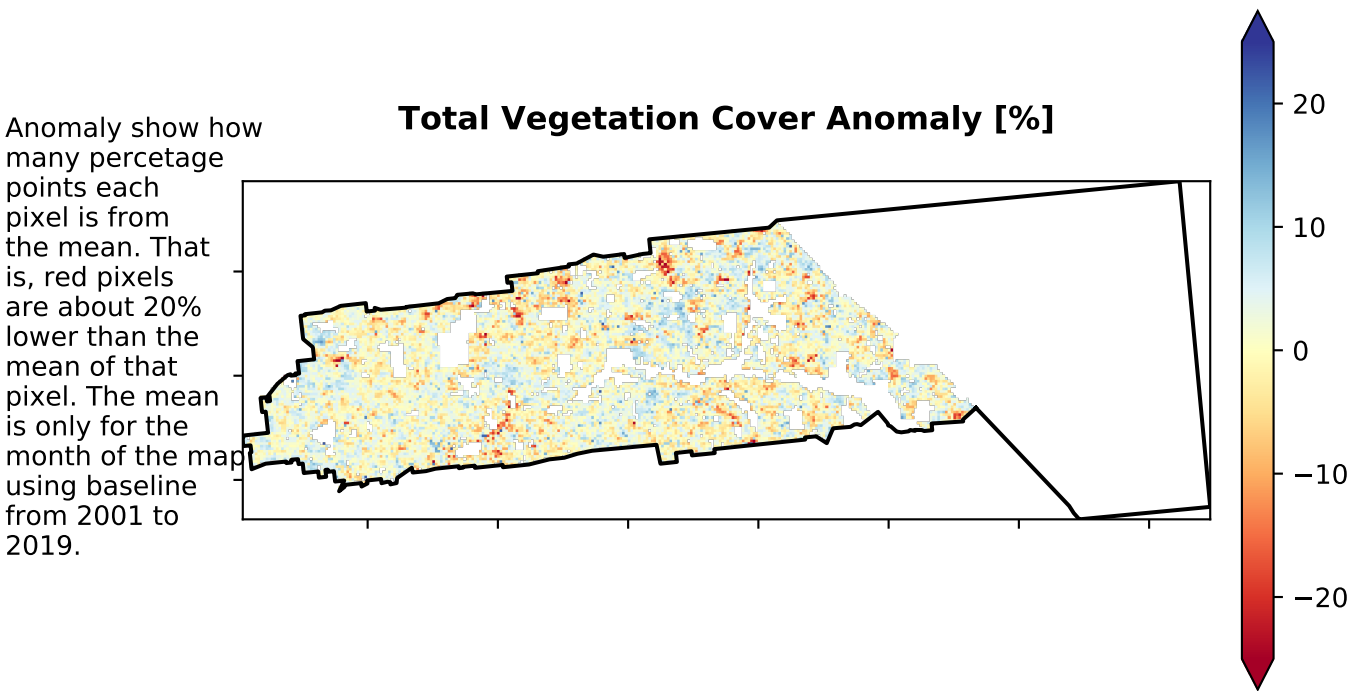 Total Vegetation Cover Anomaly [%]
Anomaly show how
many percetage
points each
pixel is from
the mean. That
is, red pixels
are about 20%
lower than the
mean of that
pixel. The mean
is only for the
month of the map
using baseline
from 2001 to
2019.
20
10
0
−10
−20